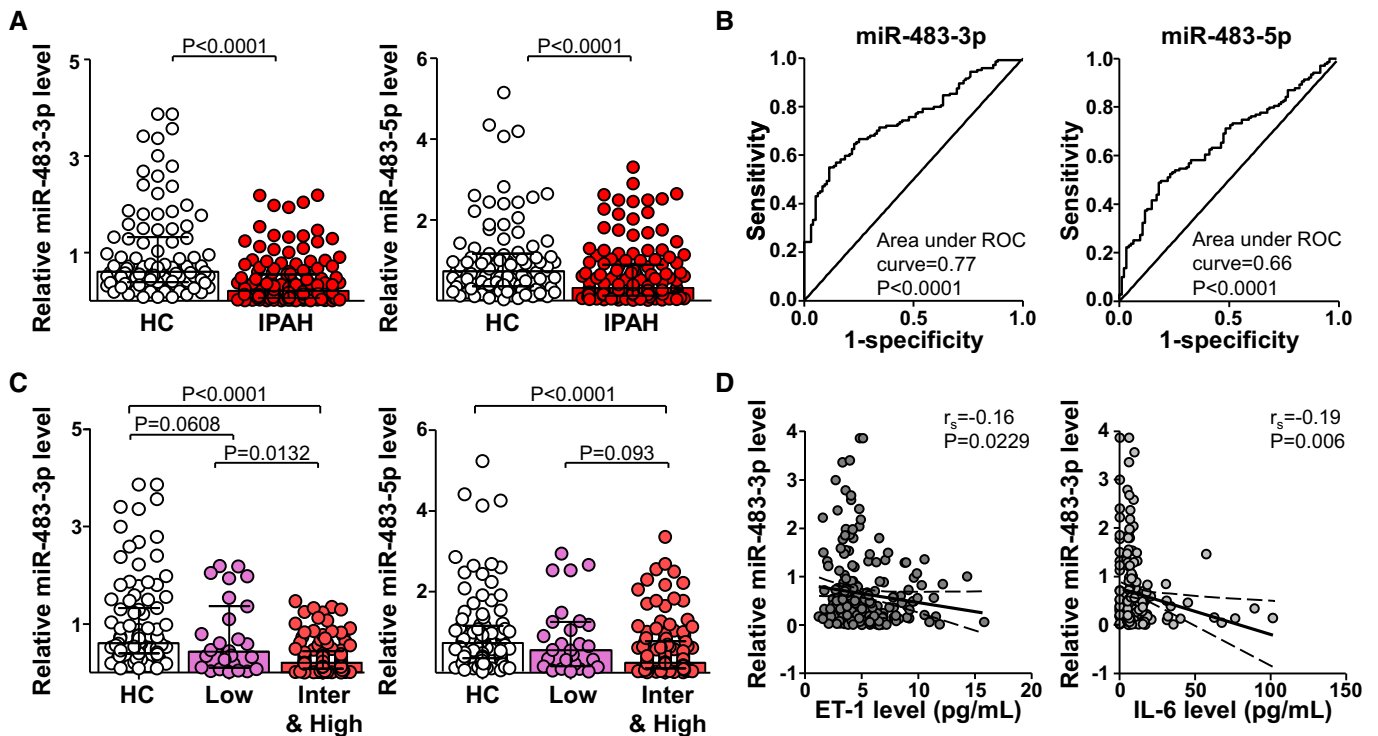 A
P<0.0001
Relative miR-483-3p level
5
3
1
HC
IPAH
P<0.0001
Relative miR-483-5p level
6
4
2
HC
IPAH
B
miR-483-3p
Sensitivity
1.0
0.8
0.6
0.4
0.2
0.0
Area under ROC
curve=0.77
P<0.0001
0.0
0.5
1.0
1-specificity
miR-483-5p
Sensitivity
1.0
0.8
0.6
0.4
0.2
0.0
Area under ROC
curve=0.66
P<0.0001
0.0
0.5
1.0
1-specificity
C
P<0.0001
P=0.0608
P=0.0132
Relative miR-483-3p level
5
3
1
HC
Low
Inter
& High
P<0.0001
P=0.093
Relative miR-483-5p level
6
4
2
HC
Low
Inter
& High
D
rs=-0.16
P=0.0229
Relative miR-483-3p level
4
3
2
1
0
-1
0
5
10
15
20
ET-1 level (pg/mL)
rs=-0.19
P=0.006
Relative miR-483-3p level
4
3
2
1
0
-1
0
50
100
150
IL-6 level (pg/mL)